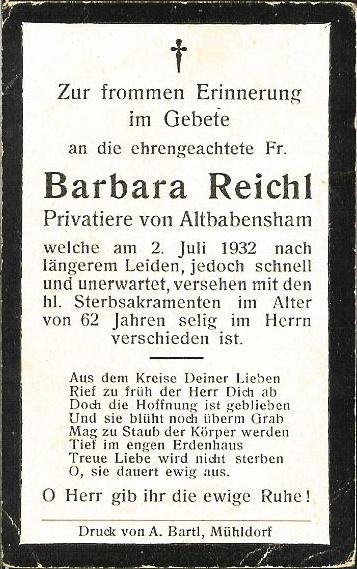 Zur frommen Erinnerung
im Gebete
an die ehrengeachtete Fr.
Barbara Reichl
Privatiere von Altbabensham
welche am 2. Juli 1932 nach
längerem Leiden, jedoch schnell
und unerwartet, versehen mit den
hl. Sterbsakramenten im Alter
von 62 Jahren selig im Herrn
verschieden ist.
Aus dem Kreise Deiner Lieben
Rief zu früh der Herr Dich ab
Doch die Hoffnung ist geblieben
Und sie blüht noch überm Grab
Mag zu Staub der Körper werden
Tief im engen Erdenhaus
Treue Liebe wird nicht sterben
O, sie dauert ewig aus.
O Herr gib ihr die ewige Ruhe!
Druck von A. Bartl, Mühldorf